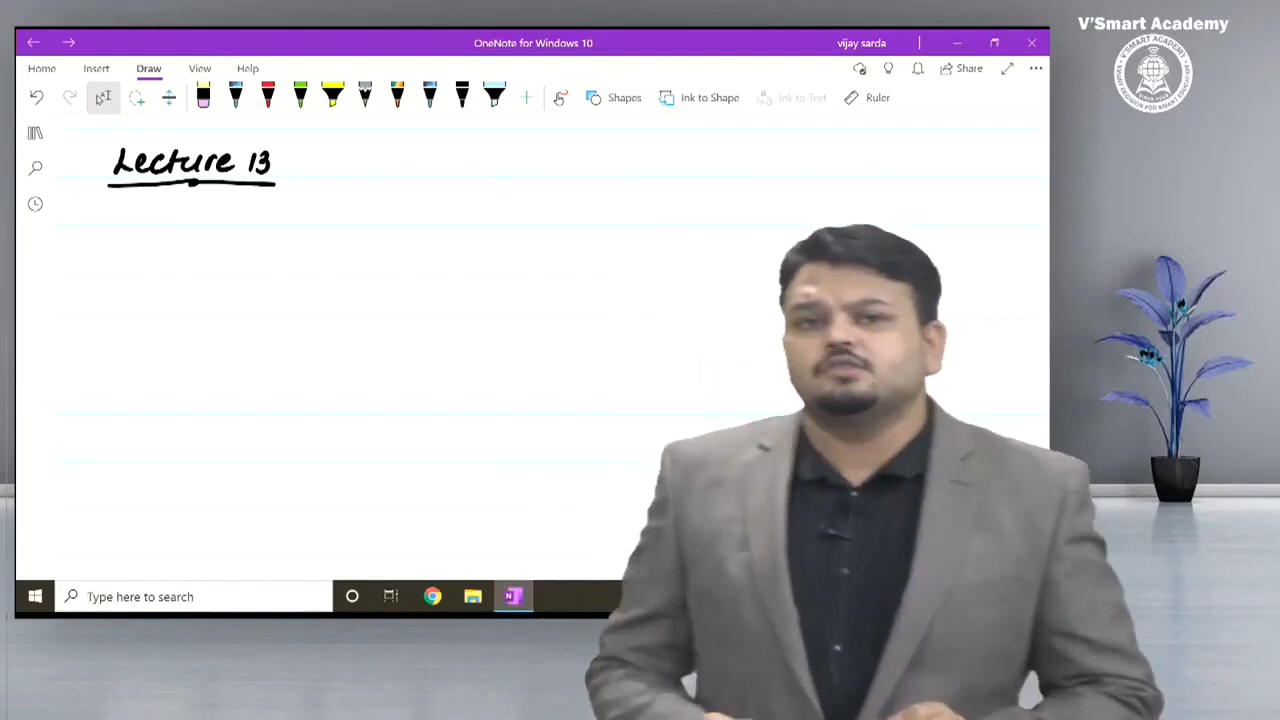 V'Smart Academy
OneNote for Windows 10
vijay sarda
Home Insert Draw View Help
Share
Shapes Ink to Shape Ink to Text Ruler
Lecture 13
Type here to search